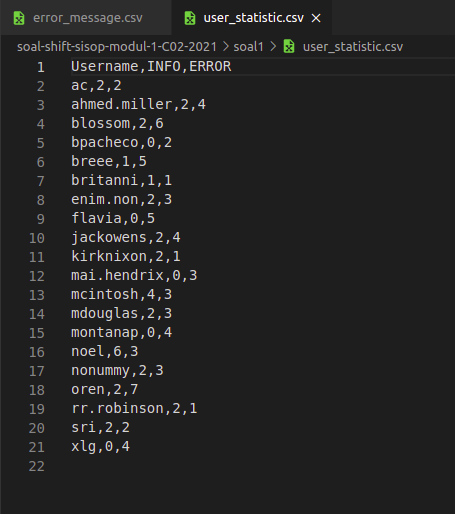 error_message.csv user_statistic.csv ×
soal-shift-sisop-modul-1-C02-2021 > soal1 > user_statistic.csv
1 Username,INFO,ERROR
2 ac,2,2
3 ahmed.miller,2,4
4 blossom,2,6
5 bpacheco,0,2
6 breee,1,5
7 britanni,1,1
8 enim.non,2,3
9 flavia,0,5
10 jackowens,2,4
11 kirknixon,2,1
12 mai.hendrix,0,3
13 mcintosh,4,3
14 mdouglas,2,3
15 montanap,0,4
16 noel,6,3
17 nonummy,2,3
18 oren,2,7
19 rr.robinson,2,1
20 sri,2,2
21 xlg,0,4
22